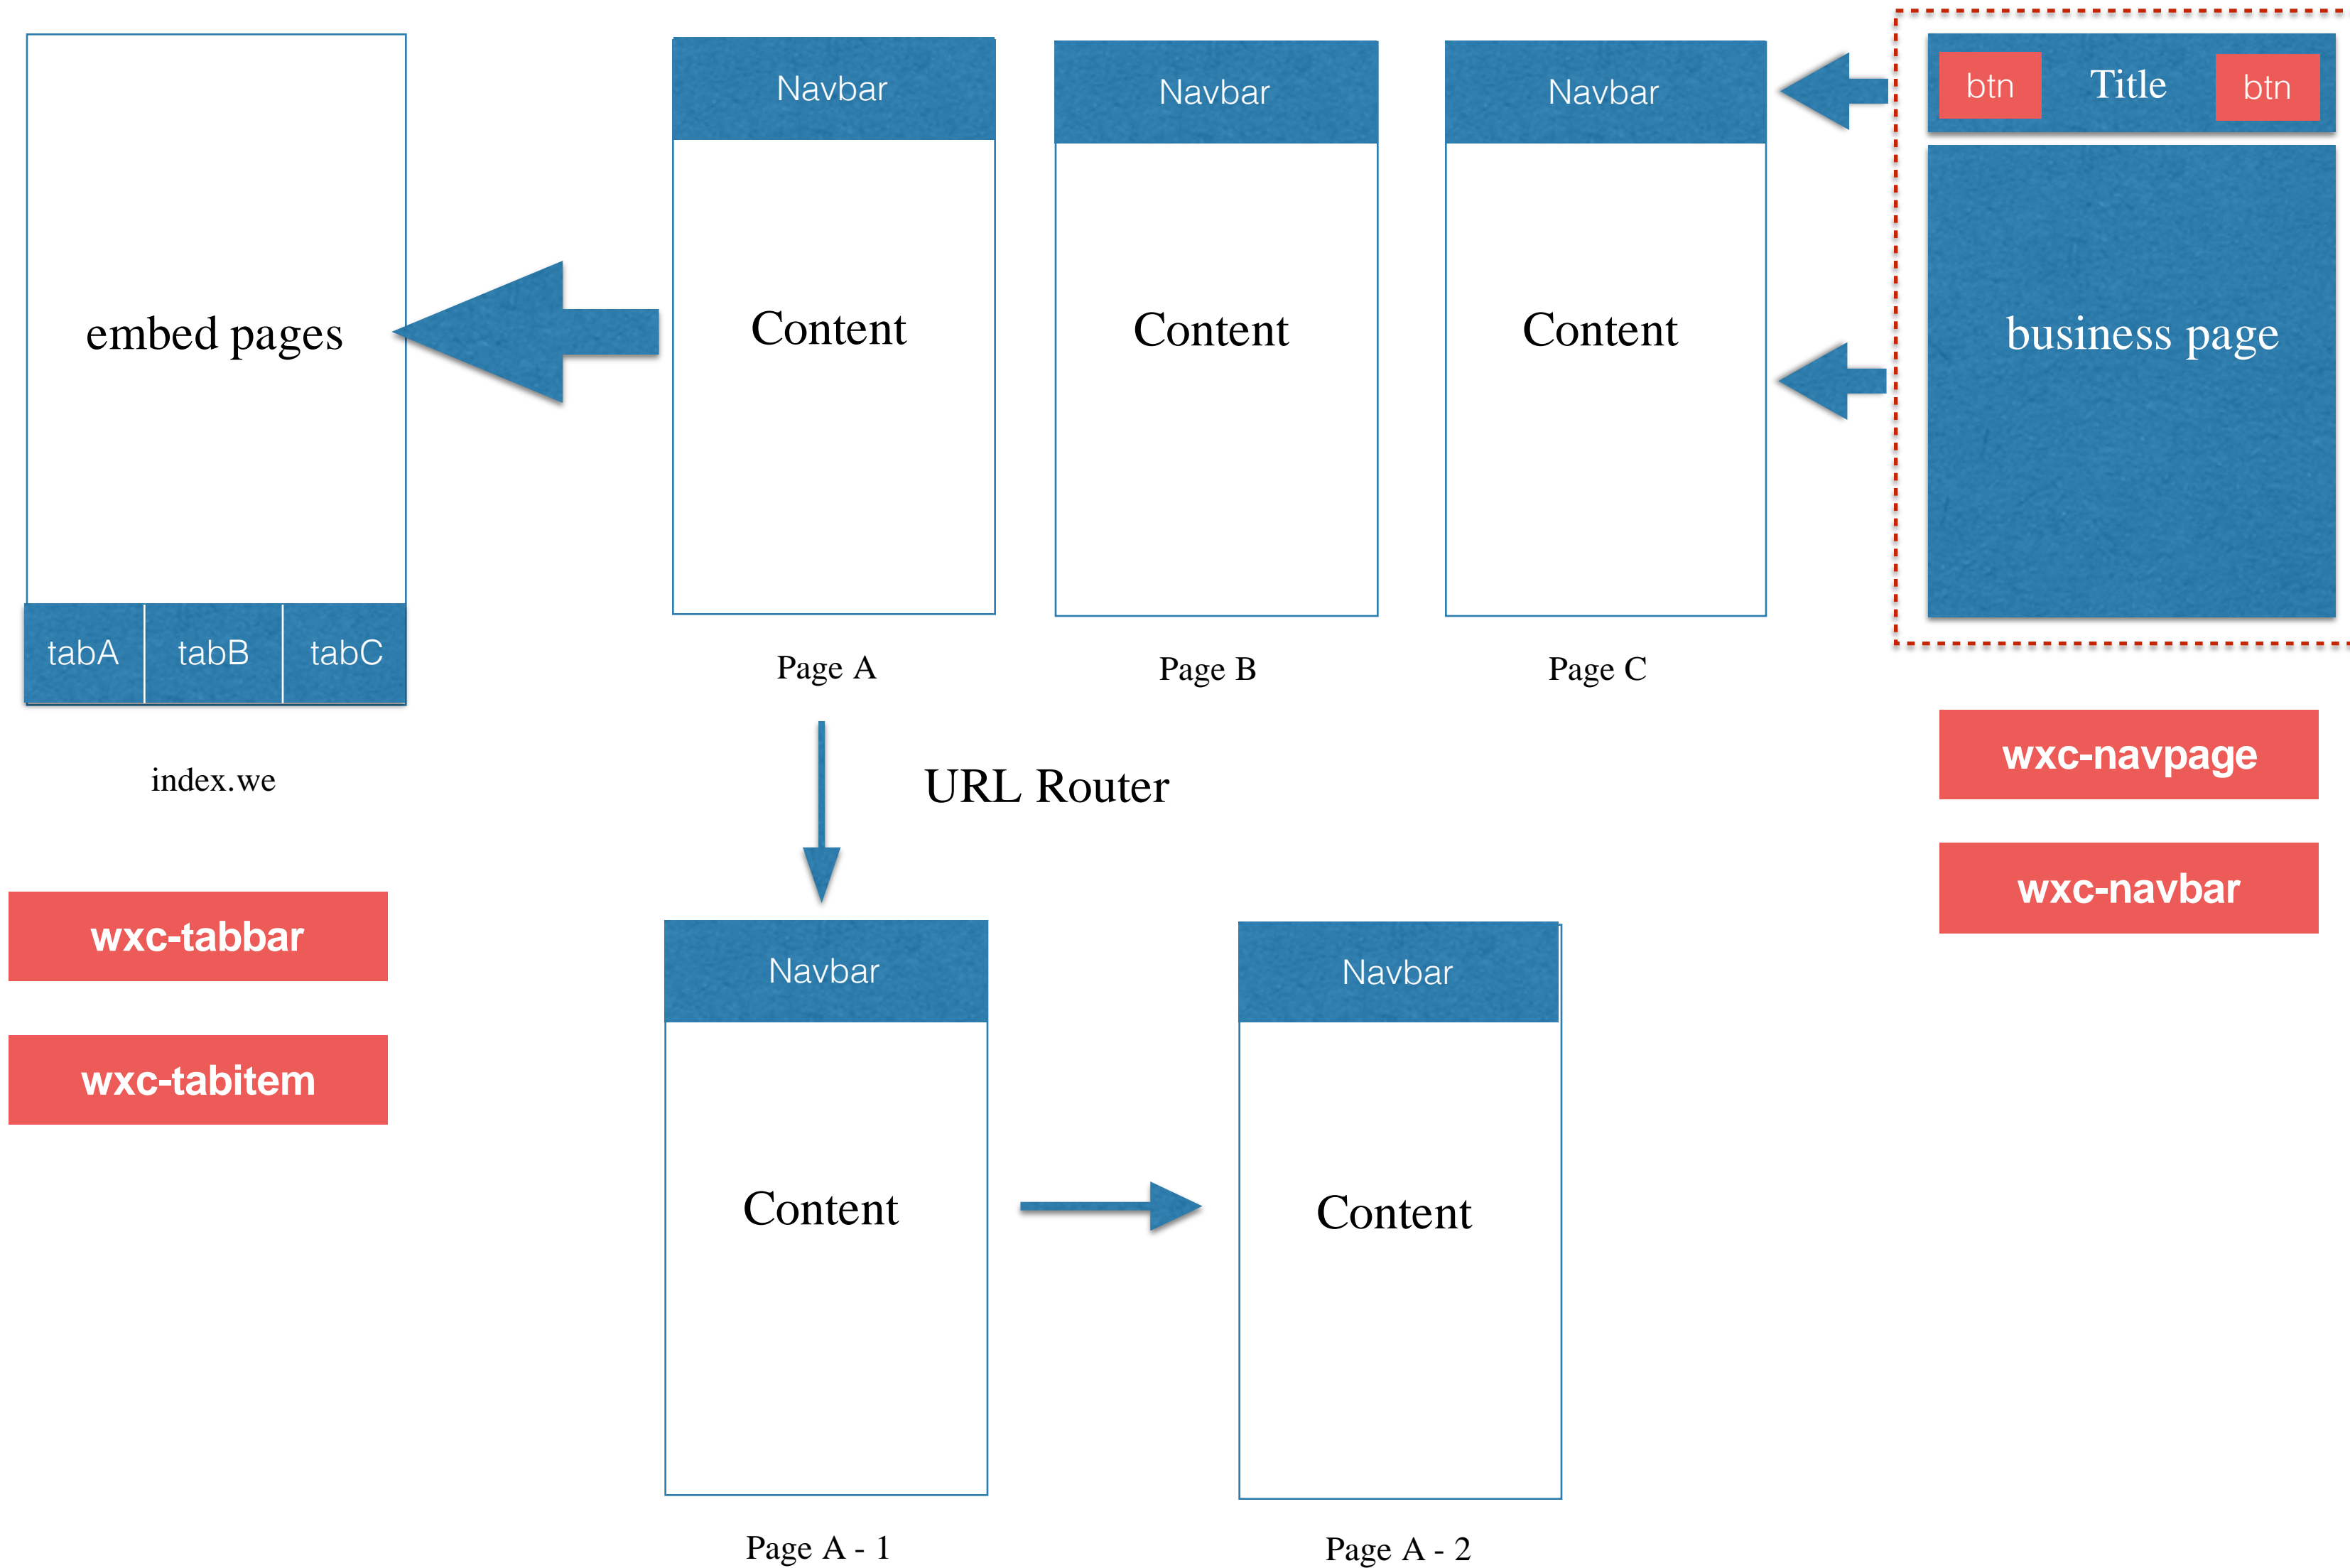 Navbar
Navbar
Navbar
btn
Title
btn
embed pages
Content
Content
Content
business page
tabA
tabB
tabC
Page A
Page B
Page C
index.we
URL Router
wxc-navpage
wxc-navbar
wxc-tabbar
wxc-tabitem
Navbar
Navbar
Content
Content
Page A - 1
Page A - 2